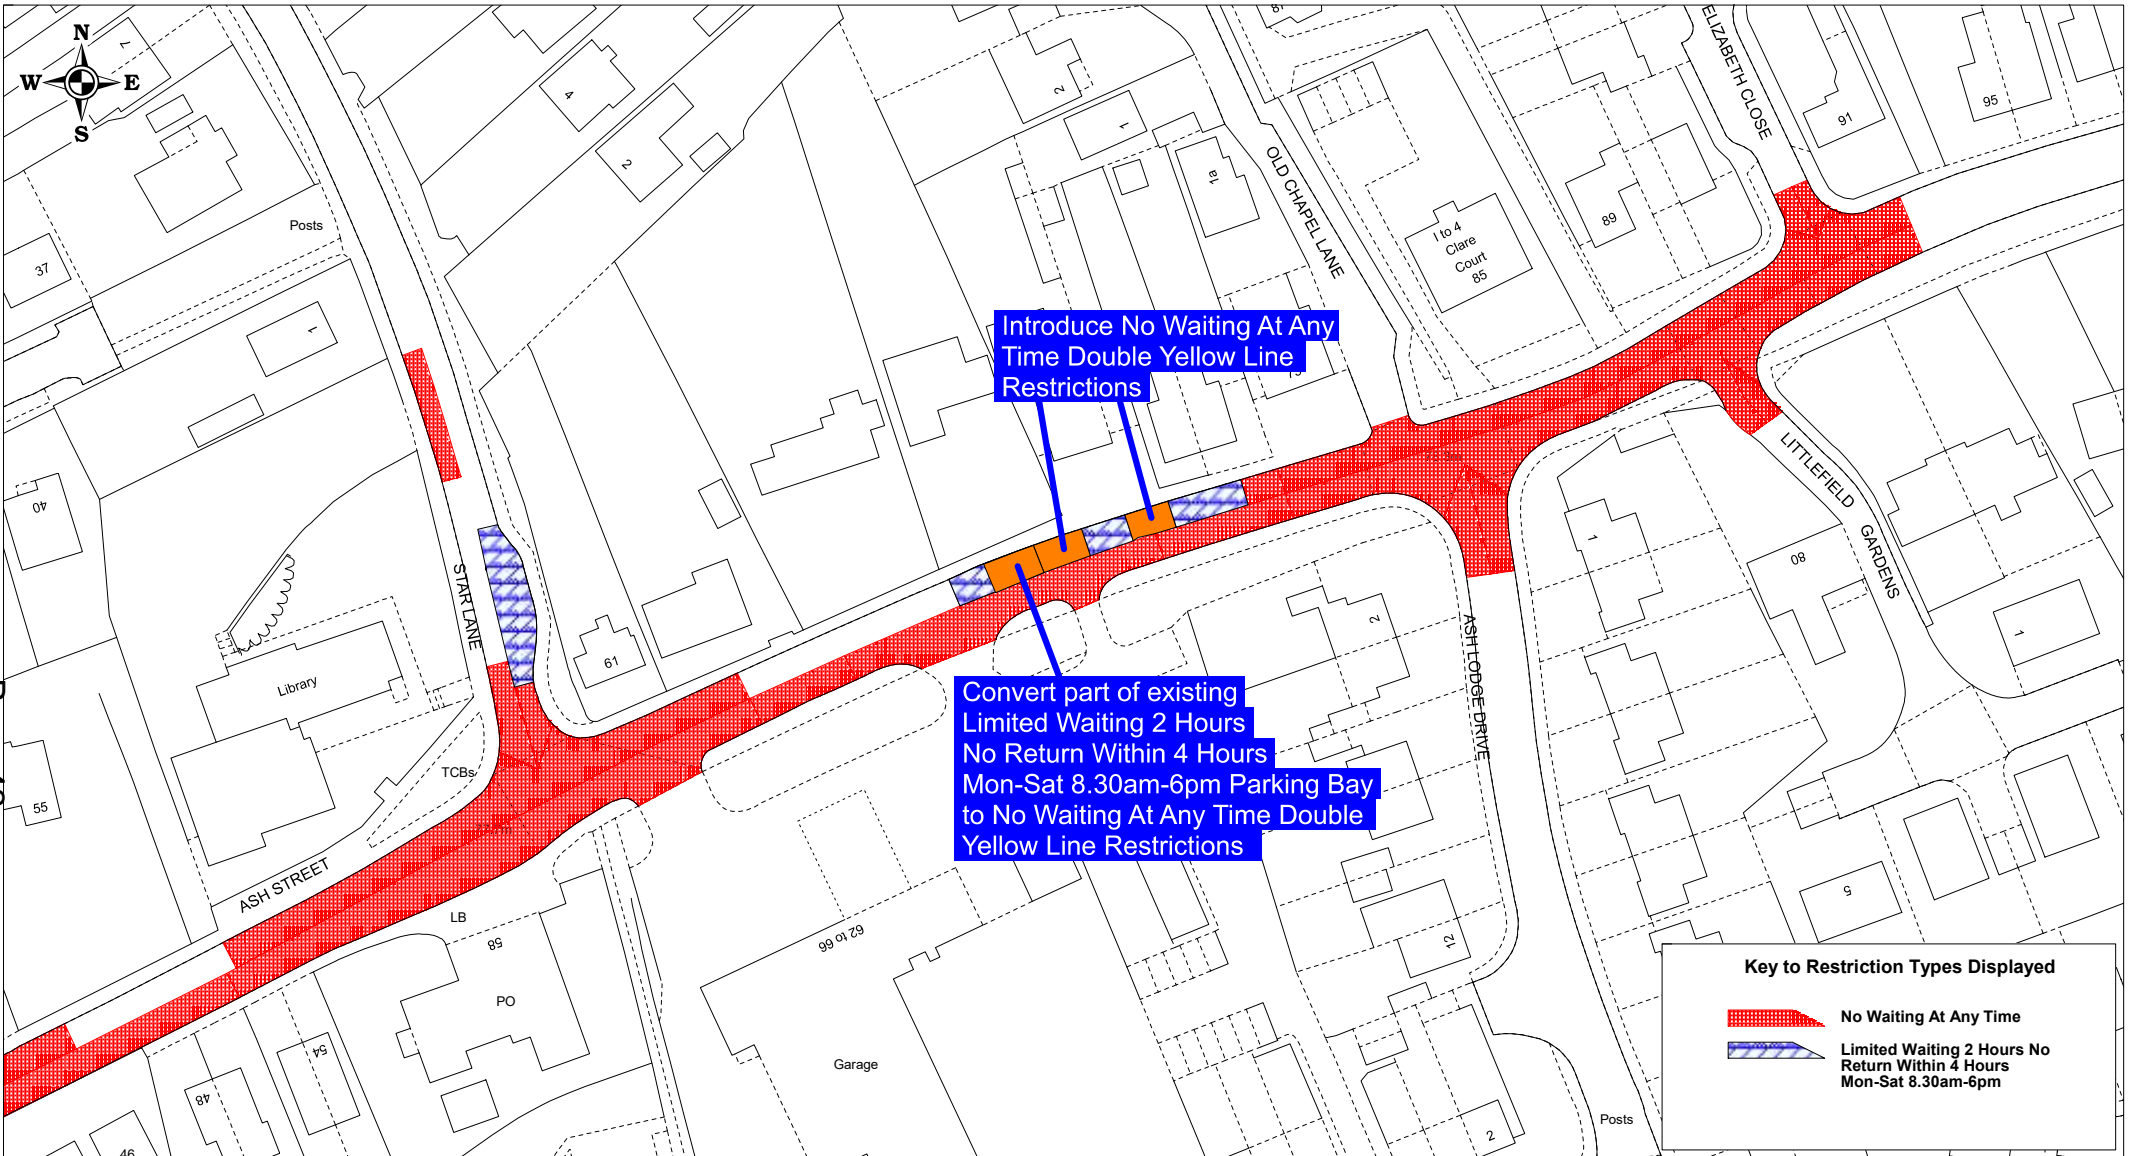 N
W E
S
7
4
2
2
1
1a
18
ELIZABETH CLOSE
91
95
OLD CHAPEL LANE
1 to 4
Clare
Court
85
89
Posts
37
1
Introduce No Waiting At Any
Time Double Yellow Line
Restrictions
40
STAR LANE
61
Library
TCBs
55
ASH STREET
LB
58
PO
54
48
46
62 to 66
Garage
Convert part of existing
Limited Waiting 2 Hours
No Return Within 4 Hours
Mon-Sat 8.30am-6pm Parking Bay
to No Waiting At Any Time Double
Yellow Line Restrictions
2
ASH LODGE DRIVE
12
2
Posts
LITTLEFIELD GARDENS
1
80
1
5
Key to Restriction Types Displayed
No Waiting At Any Time
Limited Waiting 2 Hours No
Return Within 4 Hours
Mon-Sat 8.30am-6pm